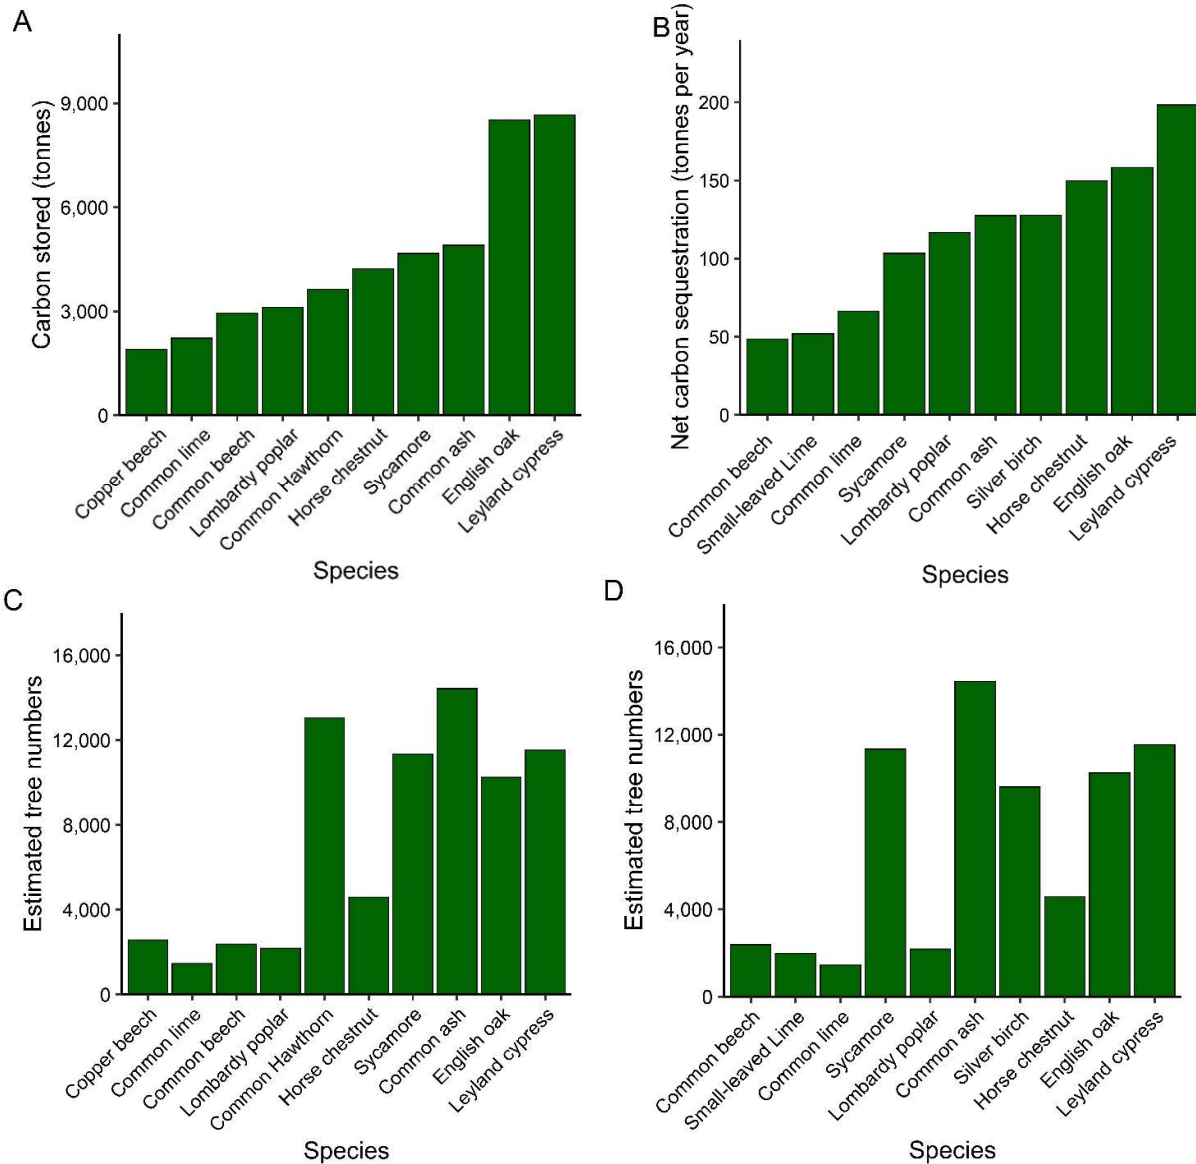 A
Carbon stored (tonnes)
9,000
6,000
3,000
0
Copper beech
Common lime
Common beech
Lombardy poplar
Common Hawthorn
Horse chestnut
Sycamore
Common ash
English oak
Leyland cypress
Species
B
Net carbon sequestration (tonnes per year)
200
150
100
50
0
Common beech
Small-leaved Lime
Common lime
Sycamore
Lombardy poplar
Common ash
Silver birch
Horse chestnut
English oak
Leyland cypress
Species
C
Estimated tree numbers
16,000
12,000
8,000
4,000
0
Copper beech
Common lime
Common beech
Lombardy poplar
Common Hawthorn
Horse chestnut
Sycamore
Common ash
English oak
Leyland cypress
Species
D
Estimated tree numbers
16,000
12,000
8,000
4,000
0
Common beech
Small-leaved Lime
Common lime
Sycamore
Lombardy poplar
Common ash
Silver birch
Horse chestnut
English oak
Leyland cypress
Species